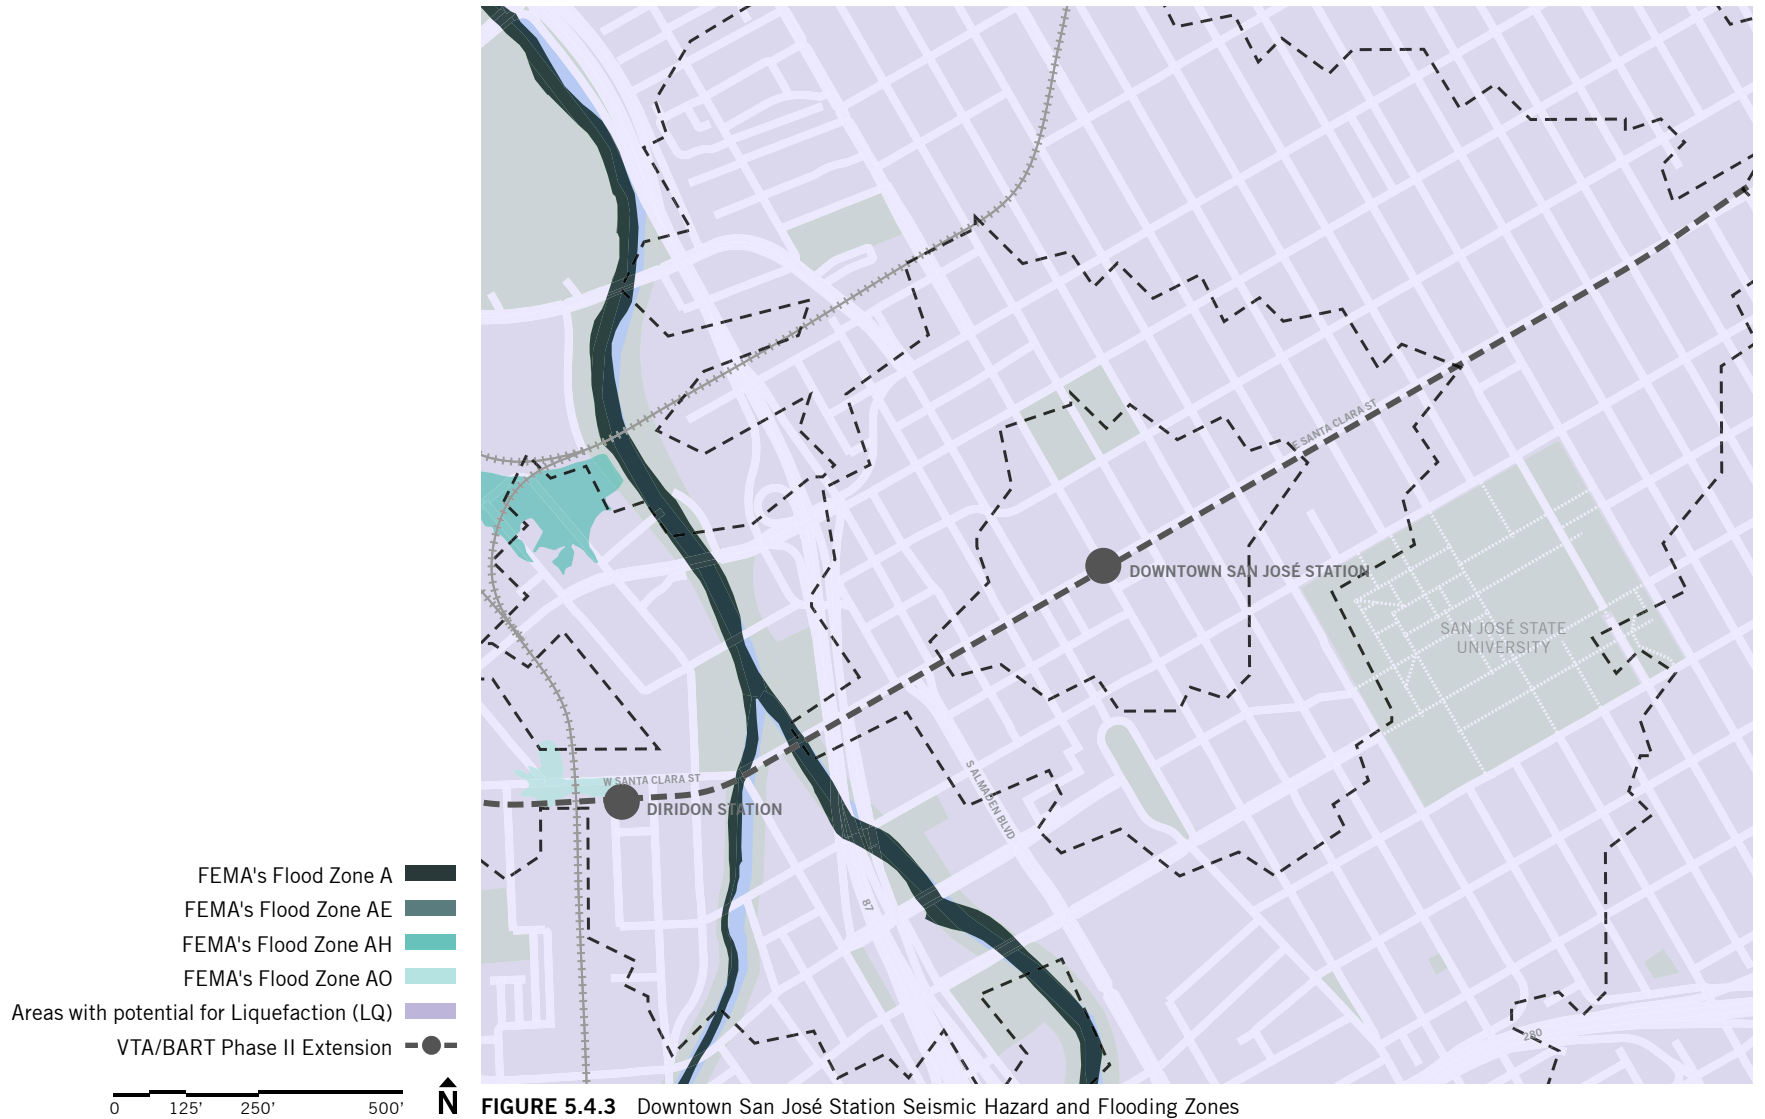 E SANTA CLARA ST
DOWNTOWN SAN JOSÉ STATION
SAN JOSÉ STATE
UNIVERSITY
W SANTA CLARA ST
DIRIDON STATION
S ALMADEN BLVD
87
280
FEMA's Flood Zone A
FEMA's Flood Zone AE
FEMA's Flood Zone AH
FEMA's Flood Zone AO
Areas with potential for Liquefaction (LQ)
VTA/BART Phase II Extension
0 125' 250' 500'
N
FIGURE 5.4.3 Downtown San José Station Seismic Hazard and Flooding Zones